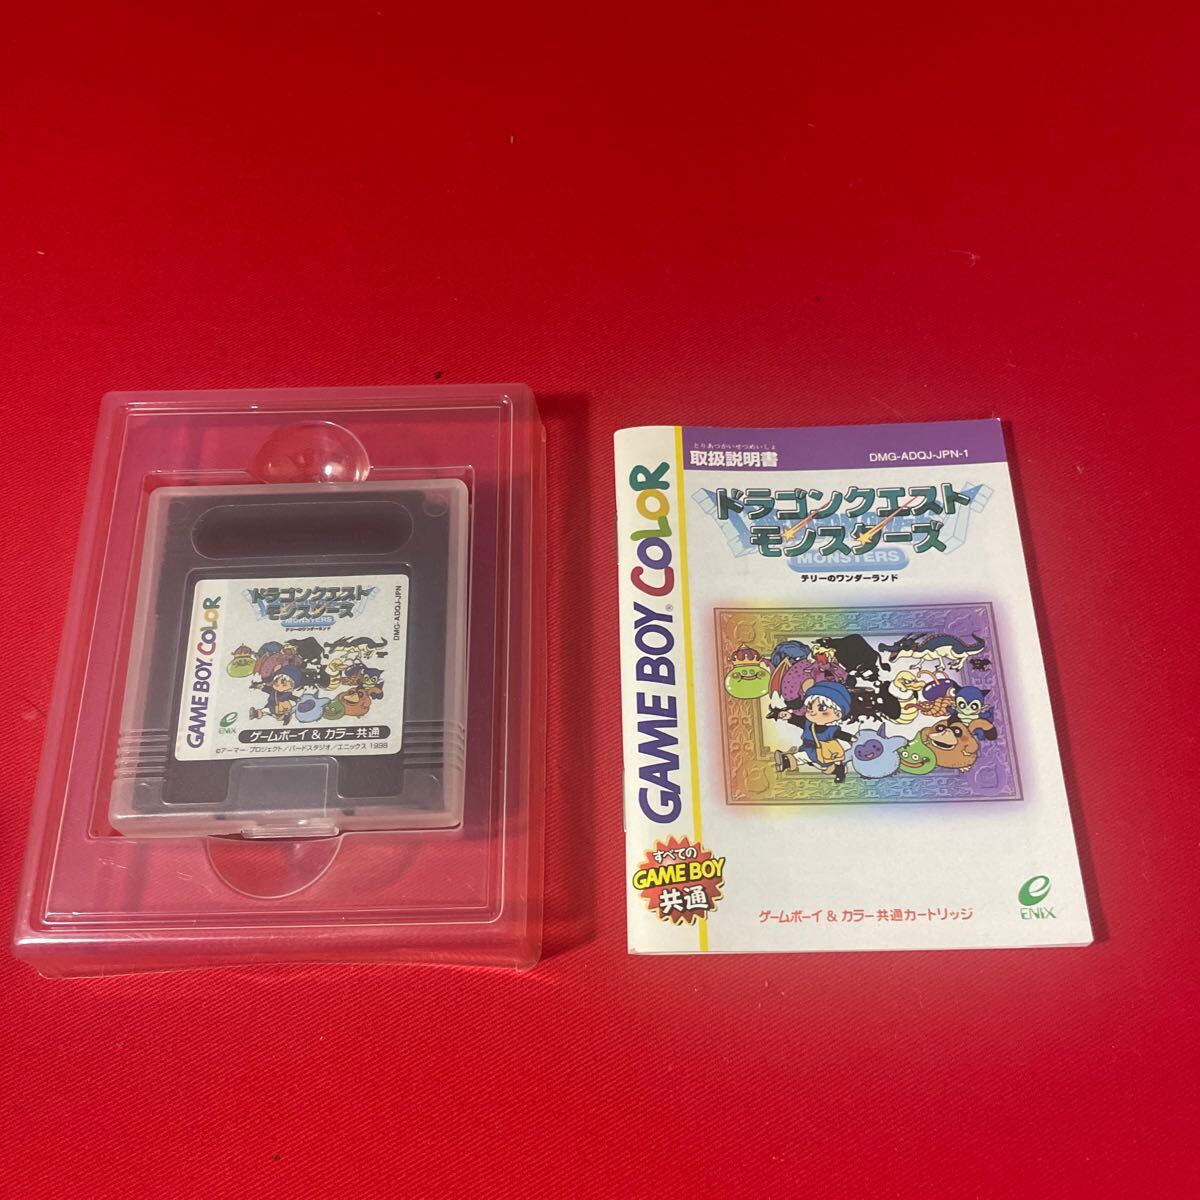 GAME BOY COLOR
ドラゴンクエスト
モンスターズ
MONSTERS
テリーのワンダーランド
DMG-ADQJ-JPN
ENIX
ゲームボーイ & カラー 共通
©アーマー・プロジェクト/バードスタジオ/エニックス 1998
とりあつかいせつめいしょ
取扱説明書
DMG-ADQJ-JPN-1
GAME BOY® COLOR
ドラゴンクエスト
モンスターズ
MONSTERS
テリーのワンダーランド
すべての
GAME BOY
共通
ゲームボーイ & カラー 共通カートリッジ
ENIX